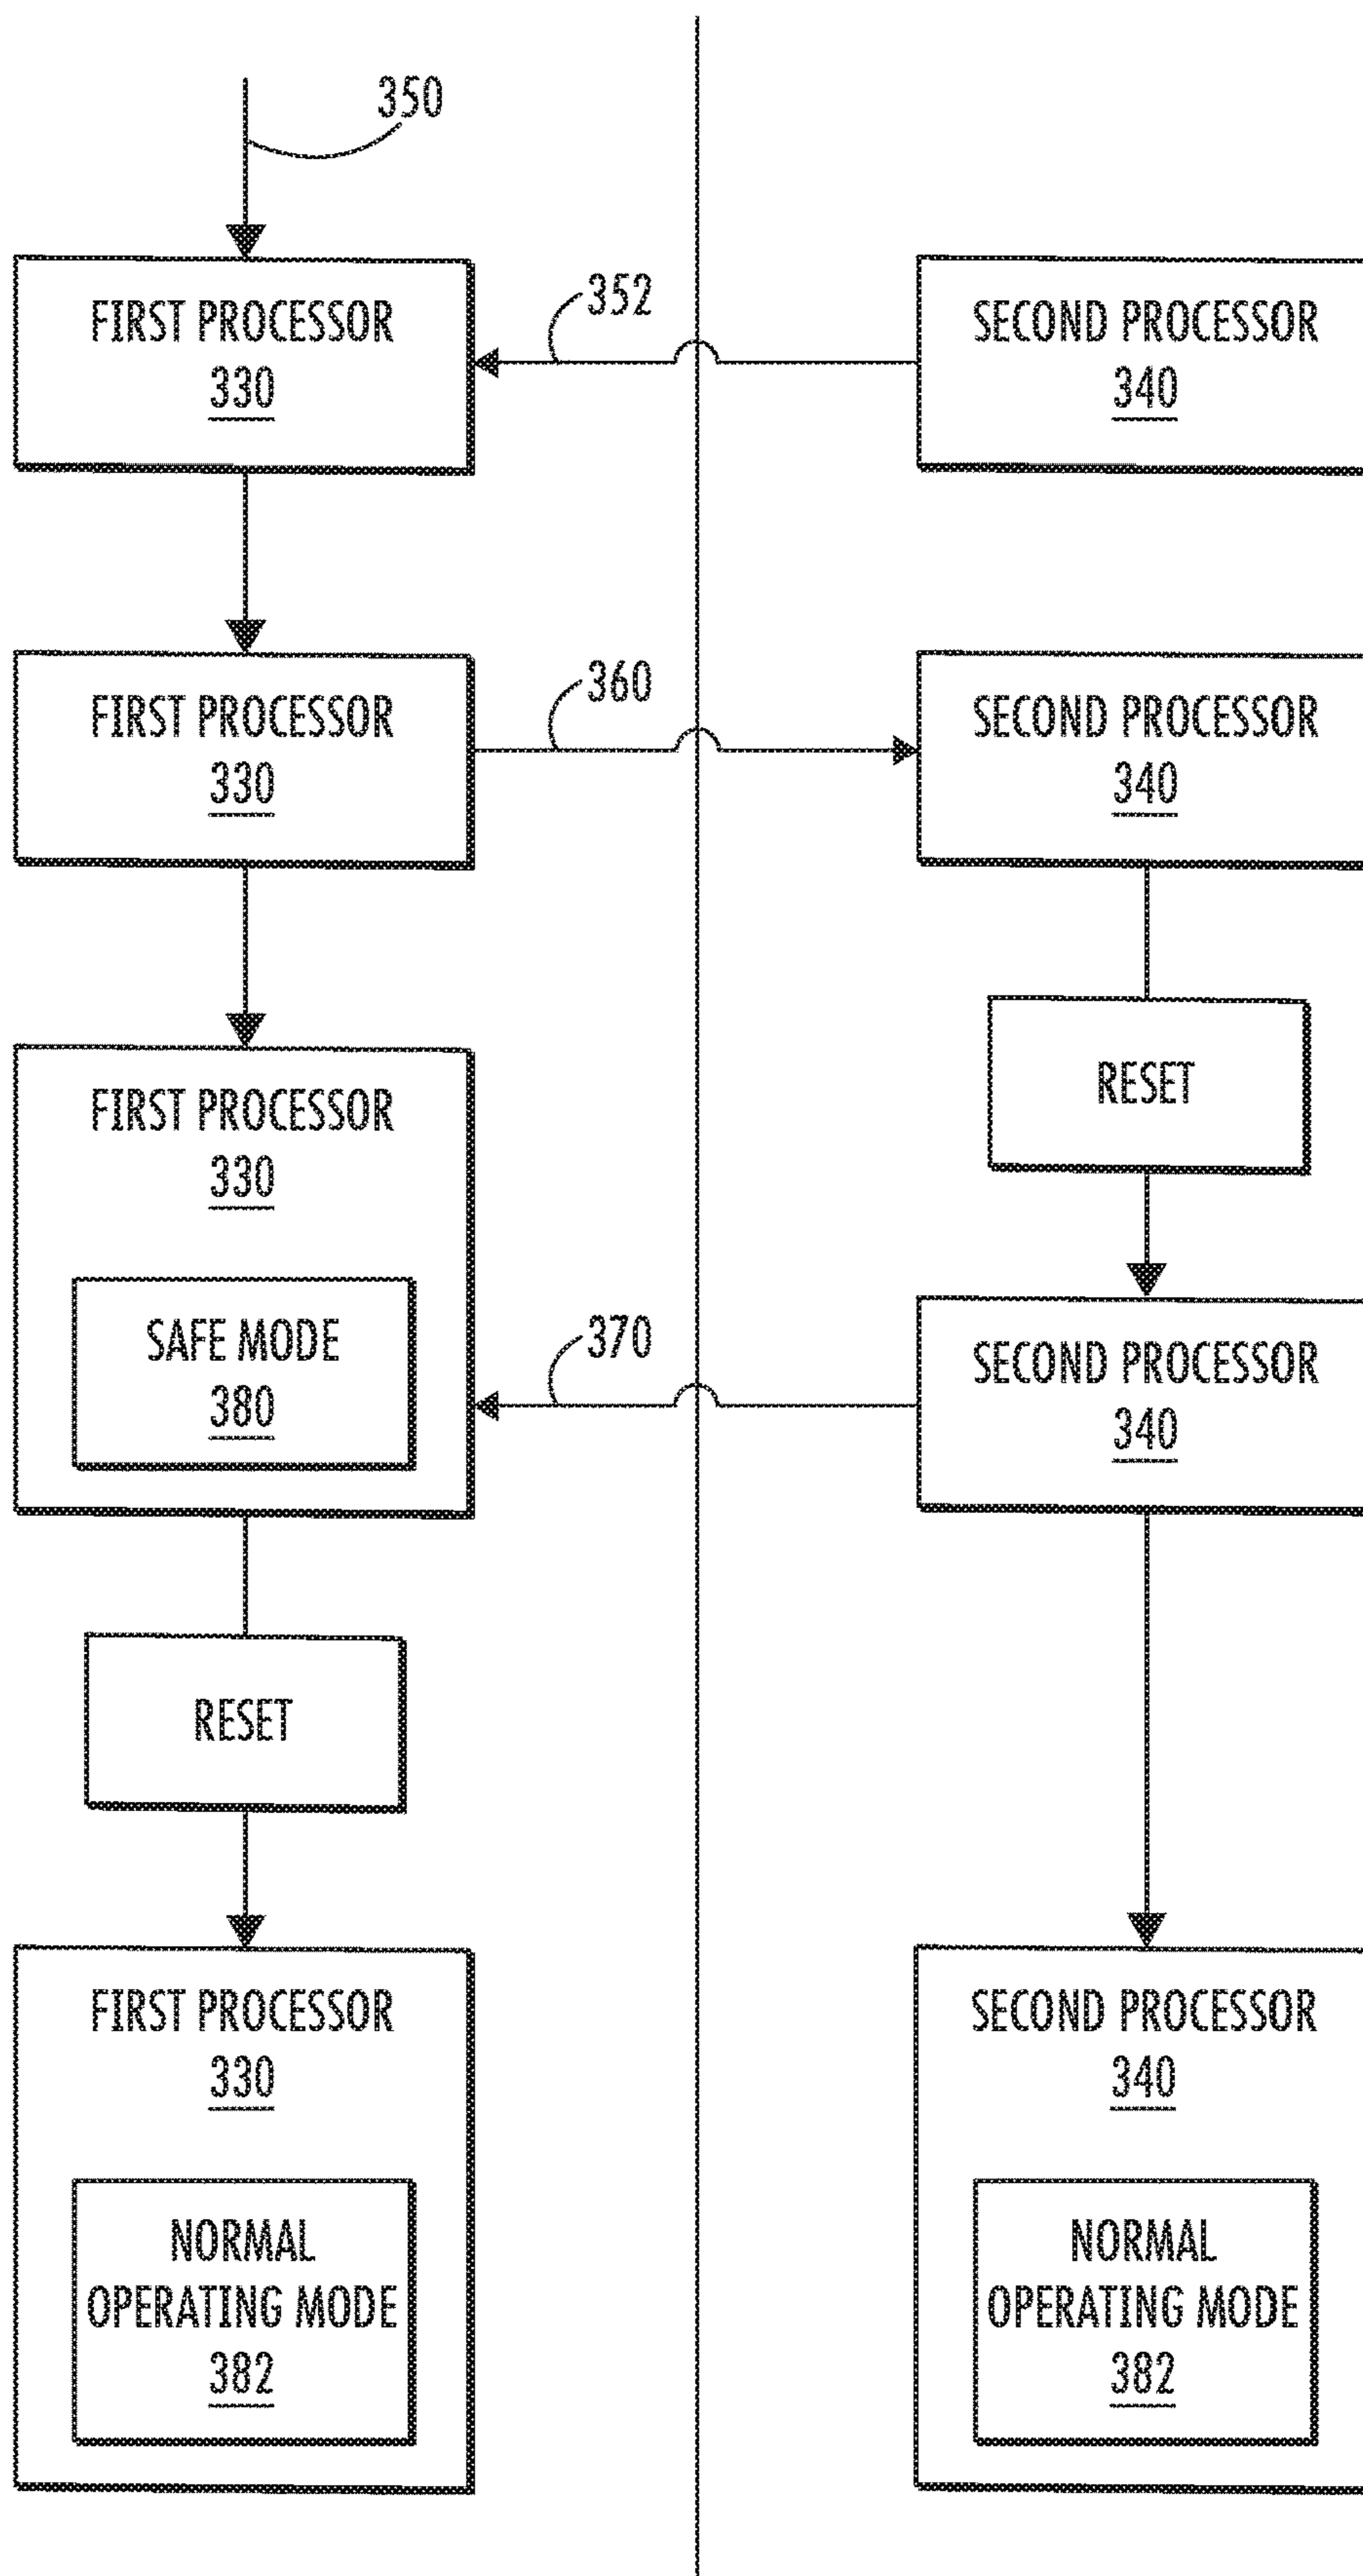 350
FIRST PROCESSOR
330
352
SECOND PROCESSOR
340
FIRST PROCESSOR
330
360
SECOND PROCESSOR
340
RESET
FIRST PROCESSOR
330
SAFE MODE
380
370
SECOND PROCESSOR
340
RESET
FIRST PROCESSOR
330
NORMAL
OPERATING MODE
382
SECOND PROCESSOR
340
NORMAL
OPERATING MODE
382